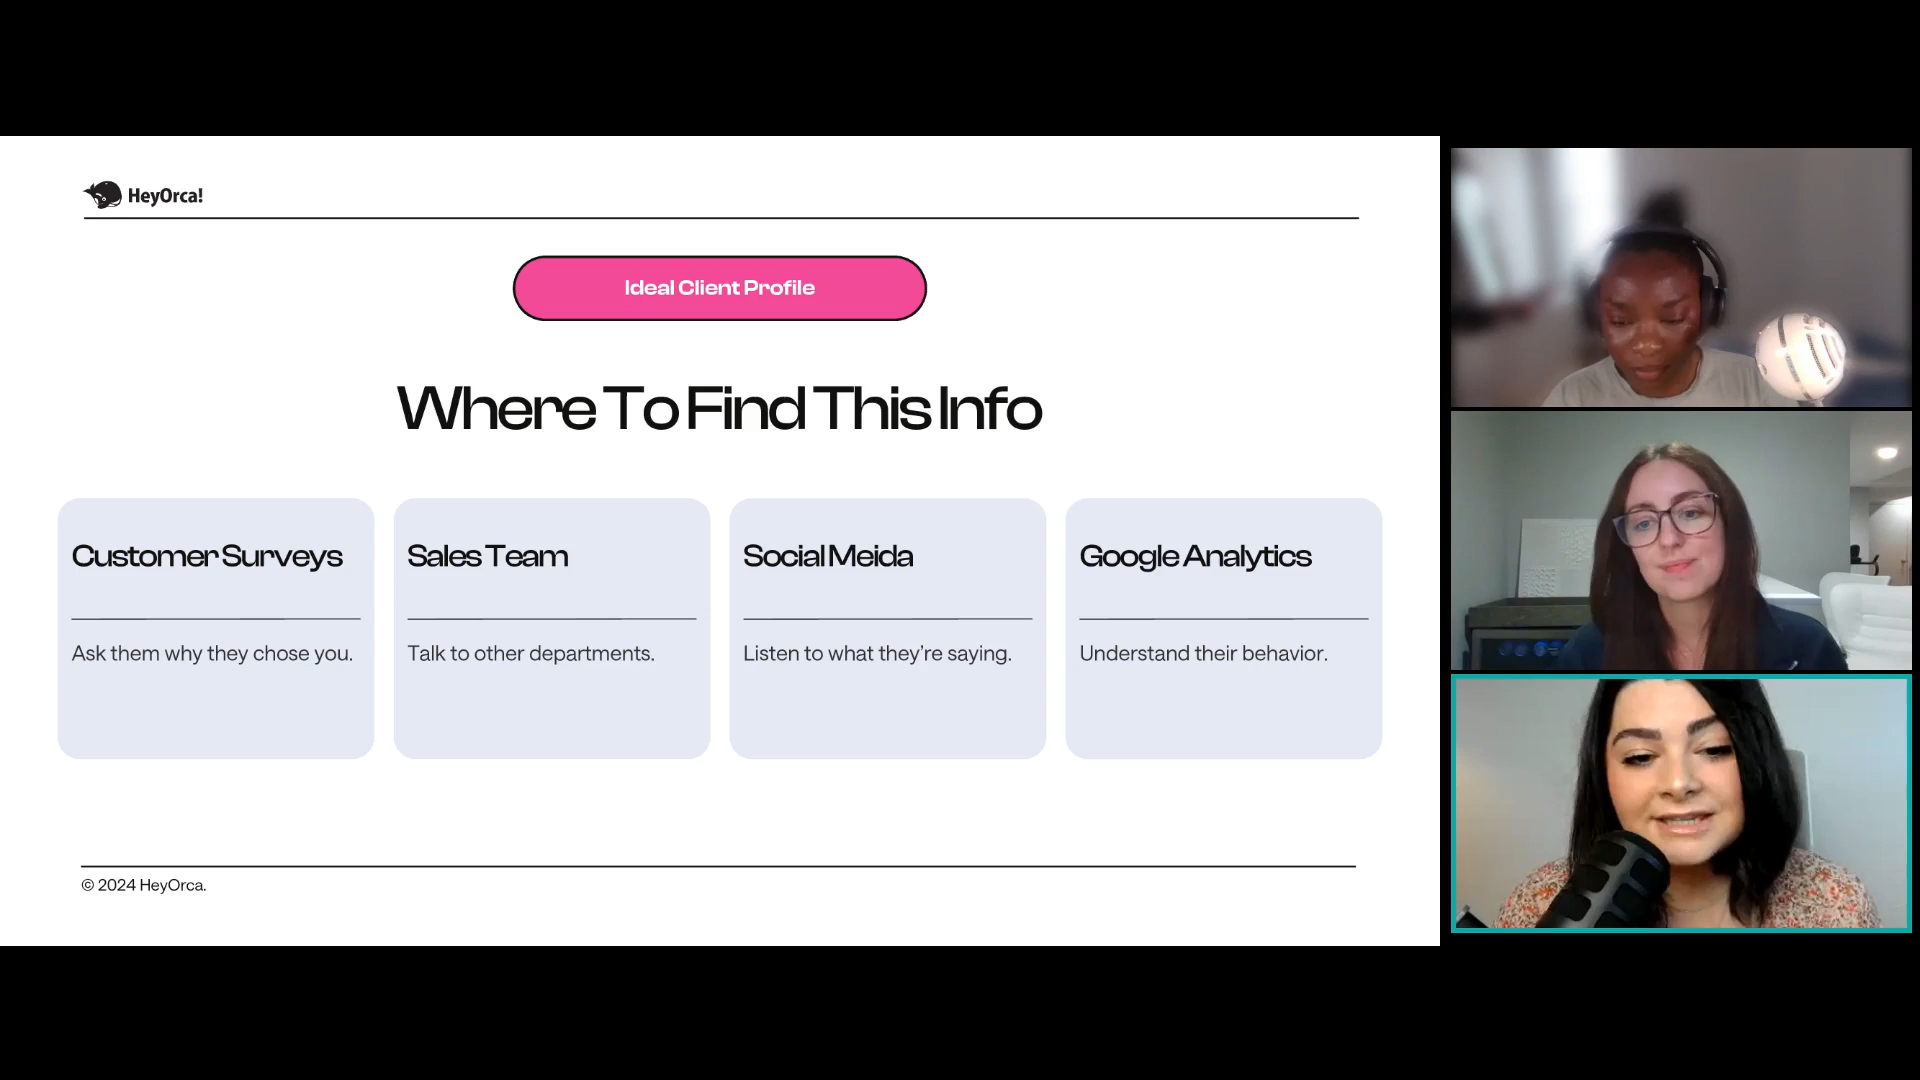 HeyOrca!
Ideal Client Profile
Where To Find This Info
Customer Surveys
Ask them why they chose you.
Sales Team
Talk to other departments.
Social Meida
Listen to what they're saying.
Google Analytics
Understand their behavior.
© 2024 HeyOrca.